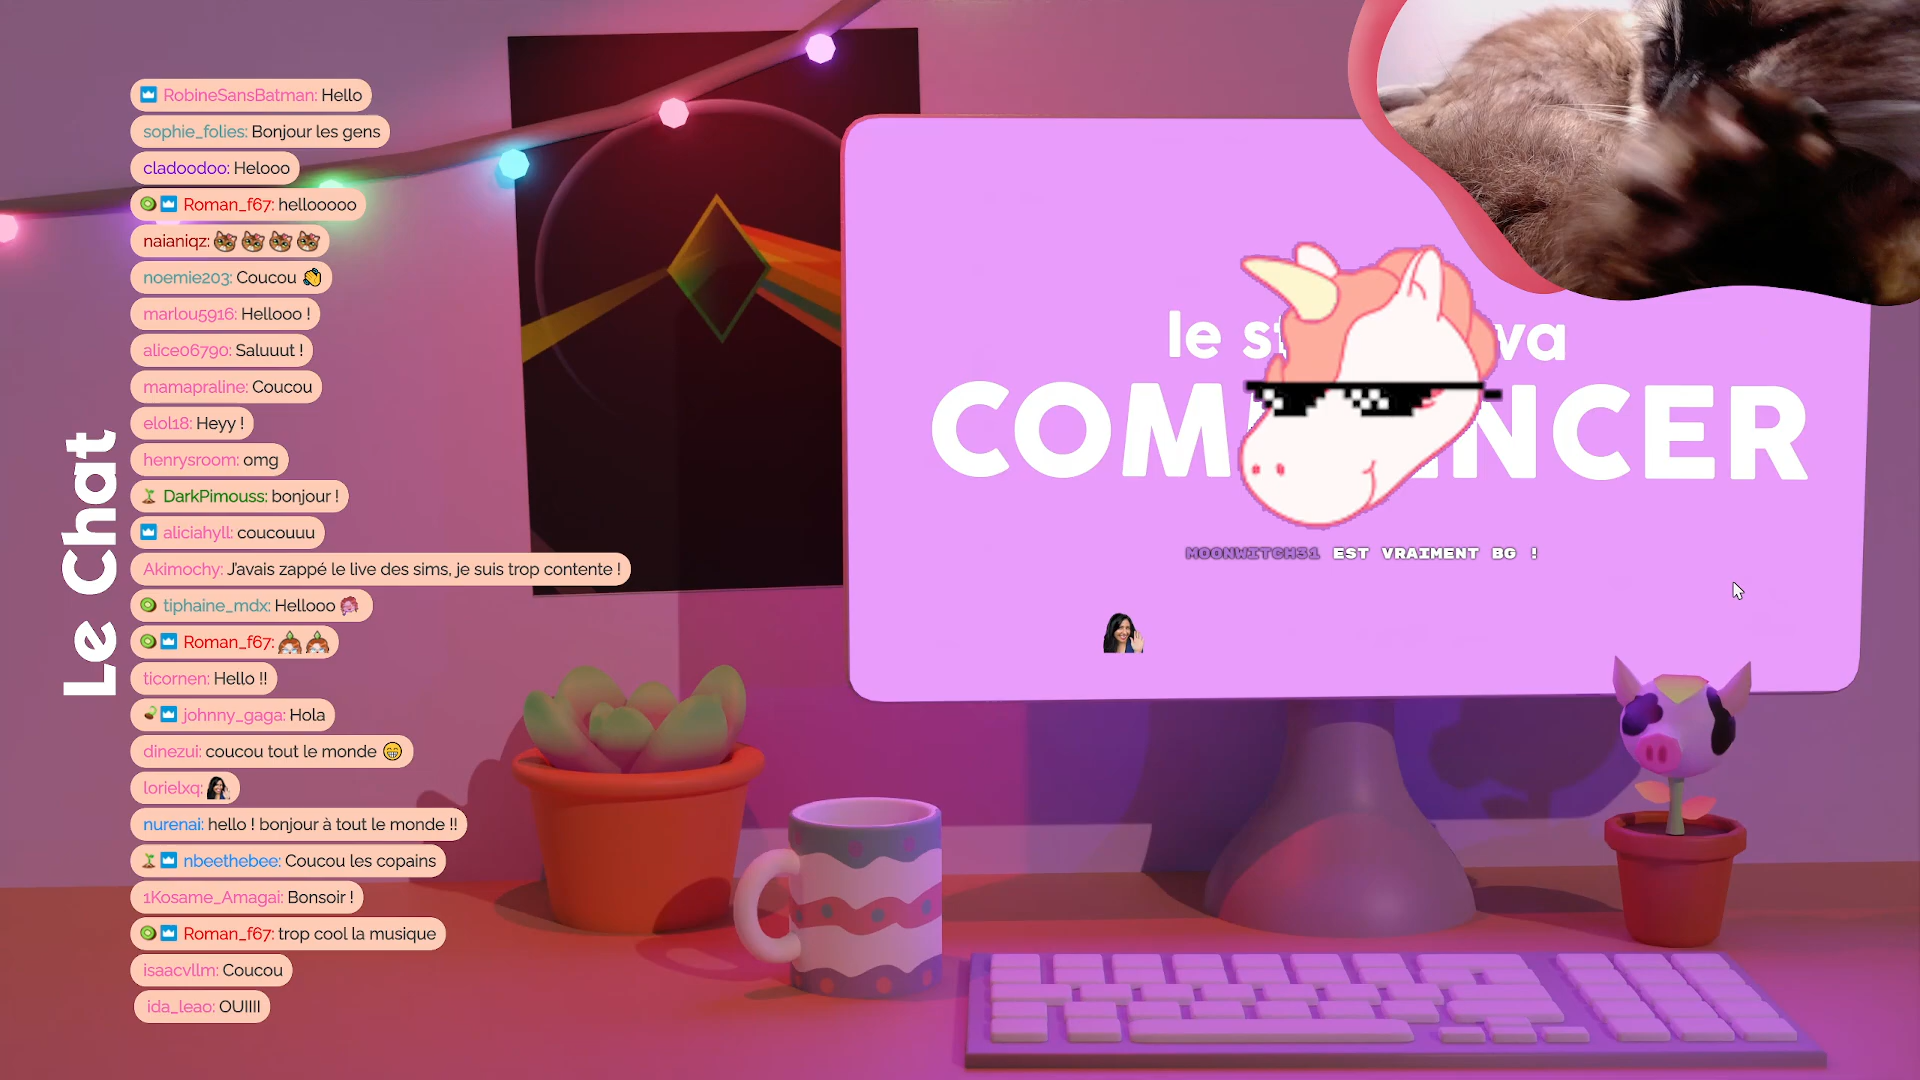 Le Chat
RobineSansBatman: Hello
sophie_folies: Bonjour les gens
cladoodoo: Helooo
Roman_f67: hellooooo
naianiqz:
noemie203: Coucou
marlou5916: Hellooo !
alice06790: Saluuut !
mamapraline: Coucou
elol18: Heyy !
henrysroom: omg
DarkPimouss: bonjour !
aliciahyll: coucouuu
Akimochy: J'avais zappé le live des sims, je suis trop contente !
tiphaine_mdx: Hellooo
Roman_f67:
ticornen: Hello !!
johnny_gaga: Hola
dinezui: coucou tout le monde
lorielxq:
nurenai: hello ! bonjour à tout le monde !!
nbeethebee: Coucou les copains
1Kosame_Amagai: Bonsoir !
Roman_f67: trop cool la musique
isaacvllm: Coucou
ida_leao: OUIIII
le st va
COM NCER
MOONWITCH31 EST VRAIMENT BG !